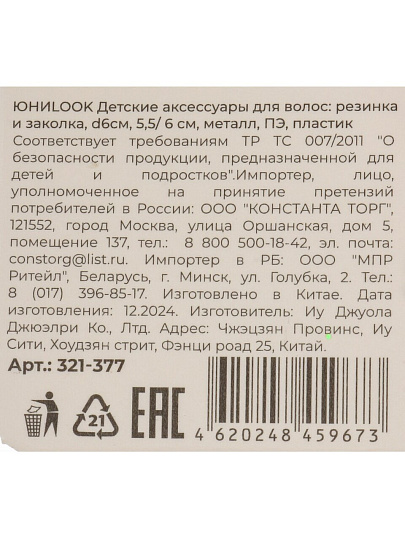 ЮНИLOOK Детские аксессуары для волос: резинка
и заколка, d6см, 5,5/ 6 см, металл, ПЭ, пластик
Соответствует требованиям ТР ТС 007/2011 "О
безопасности продукции, предназначенной для
детей и подростков".Импортер, лицо,
уполномоченное на принятие претензий
потребителей в России: ООО "КОНСТАНТА ТОРГ",
121552, город Москва, улица Оршанская, дом 5,
помещение 137, тел.: 8 800 500-18-42, эл. почта:
constorg@list.ru. Импортер в РБ: ООО "МПР
Ритейл", Беларусь, г. Минск, ул. Голубка, 2. Тел.:
8 (017) 396-85-17. Изготовлено в Китае. Дата
изготовления: 12.2024. Изготовитель: Иу Джуола
Джюэлри Ко., Лтд. Адрес: Чжэцзян Провинс, Иу
Сити, Хоудзян стрит, Фэнци роад 25, Китай.
Арт.: 321-377
21
EAC
4 620248 459673